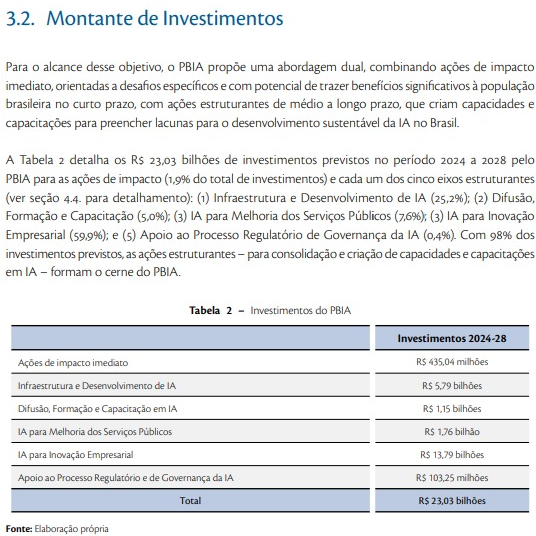 3.2. Montante de Investimentos
Para o alcance desse objetivo, o PBIA propõe uma abordagem dual, combinando ações de impacto
imediato, orientadas a desafios específicos e com potencial de trazer benefícios significativos à população
brasileira no curto prazo, com ações estruturantes de médio a longo prazo, que criam capacidades e
capacitações para preencher lacunas para o desenvolvimento sustentável da IA no Brasil.
A Tabela 2 detalha os R$ 23,03 bilhões de investimentos previstos no período 2024 a 2028 pelo
PBIA para as ações de impacto (1,9% do total de investimentos) e cada um dos cinco eixos estruturantes
(ver seção 4.4. para detalhamento): (1) Infraestrutura e Desenvolvimento de IA (25,2%); (2) Difusão,
Formação e Capacitação (5,0%); (3) IA para Melhoria dos Serviços Públicos (7,6%); (3) IA para Inovação
Empresarial (59,9%); e (5) Apoio ao Processo Regulatório de Governança da IA (0,4%). Com 98% dos
investimentos previstos, as ações estruturantes – para consolidação e criação de capacidades e capacitações
em IA – formam o cerne do PBIA.
Tabela 2 – Investimentos do PBIA
Investimentos 2024-28
Ações de impacto imediato R$ 435,04 milhões
Infraestrutura e Desenvolvimento de IA R$ 5,79 bilhões
Difusão, Formação e Capacitação em IA R$ 1,15 bilhões
IA para Melhoria dos Serviços Públicos R$ 1,76 bilhão
IA para Inovação Empresarial R$ 13,79 bilhões
Apoio ao Processo Regulatório e de Governança da IA R$ 103,25 milhões
Total R$ 23,03 bilhões
Fonte: Elaboração própria